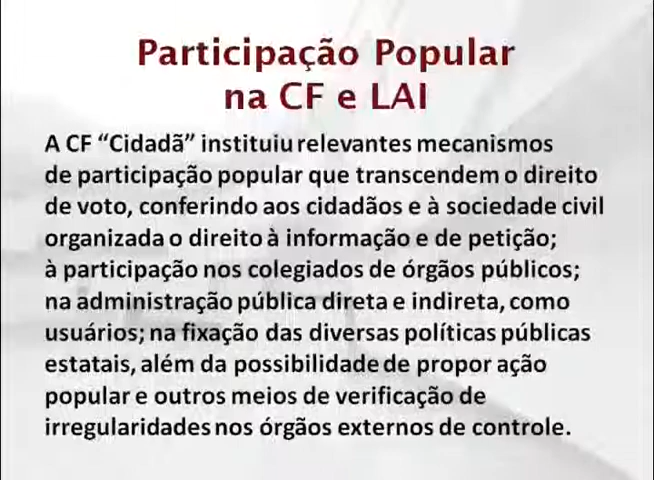 Participação Popular
na CF e LAI
A CF “Cidadã” instituiu relevantes mecanismos
de participação popular que transcendem o direito
de voto, conferindo aos cidadãos e à sociedade civil
organizada o direito à informação e de petição;
à participação nos colegiados de órgãos públicos;
na administração pública direta e indireta, como
usuários; na fixação das diversas políticas públicas
estatais, além da possibilidade de propor ação
popular e outros meios de verificação de
irregularidades nos órgãos externos de controle.